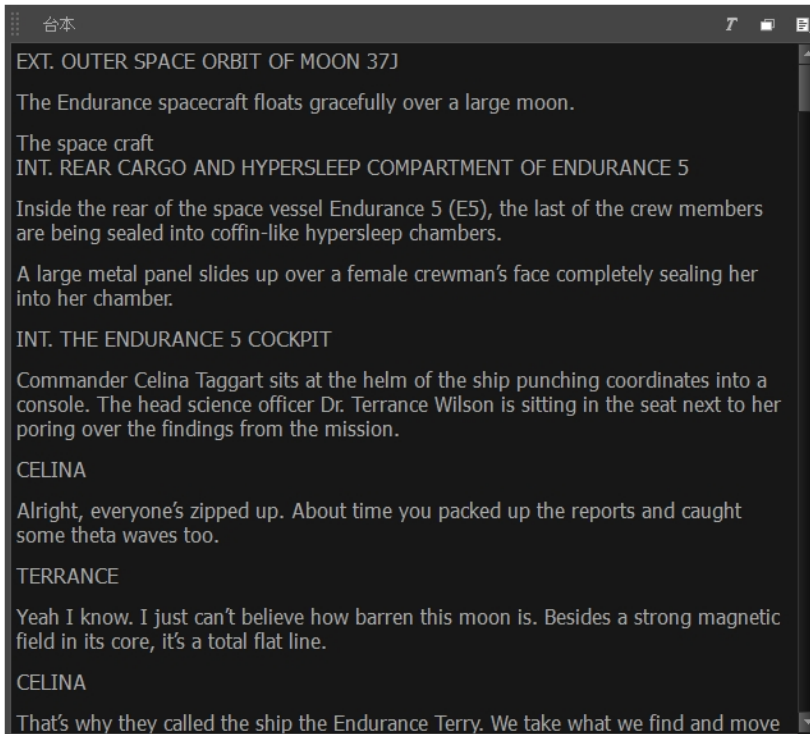 台本
T
EXT. OUTER SPACE ORBIT OF MOON 37J
The Endurance spacecraft floats gracefully over a large moon.
The space craft
INT. REAR CARGO AND HYPERSLEEP COMPARTMENT OF ENDURANCE 5
Inside the rear of the space vessel Endurance 5 (E5), the last of the crew members
are being sealed into coffin-like hypersleep chambers.
A large metal panel slides up over a female crewman’s face completely sealing her
into her chamber.
INT. THE ENDURANCE 5 COCKPIT
Commander Celina Taggart sits at the helm of the ship punching coordinates into a
console. The head science officer Dr. Terrance Wilson is sitting in the seat next to her
poring over the findings from the mission.
CELINA
Alright, everyone’s zipped up. About time you packed up the reports and caught
some theta waves too.
TERRANCE
Yeah I know. I just can’t believe how barren this moon is. Besides a strong magnetic
field in its core, it’s a total flat line.
CELINA
That’s why they called the ship the Endurance Terry. We take what we find and move